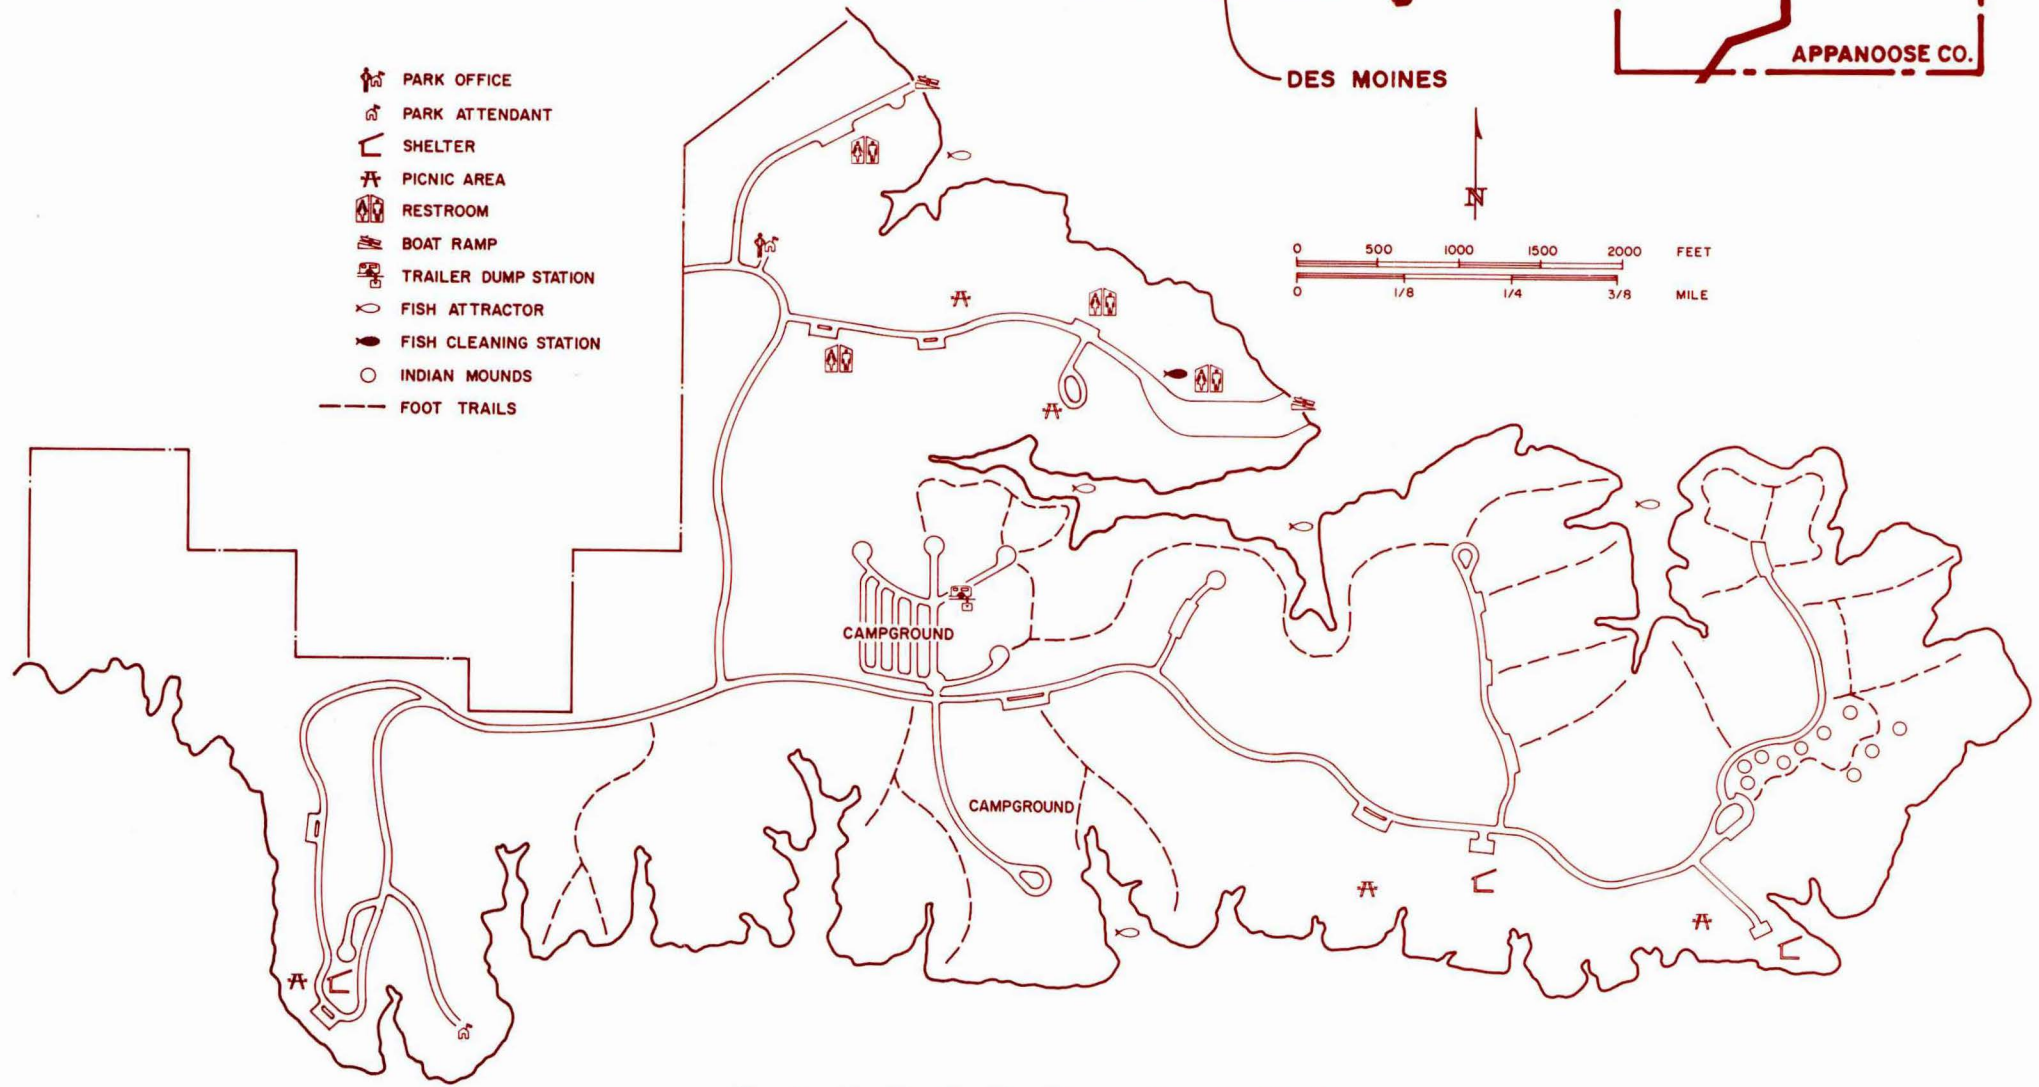 APPANOOSE CO.
DES MOINES
PARK OFFICE
PARK ATTENDANT
SHELTER
PICNIC AREA
RESTROOM
BOAT RAMP
TRAILER DUMP STATION
FISH ATTRACTOR
FISH CLEANING STATION
INDIAN MOUNDS
FOOT TRAILS
N
0 500 1000 1500 2000 FEET
0 1/8 1/4 3/8 MILE
CAMPGROUND
CAMPGROUND